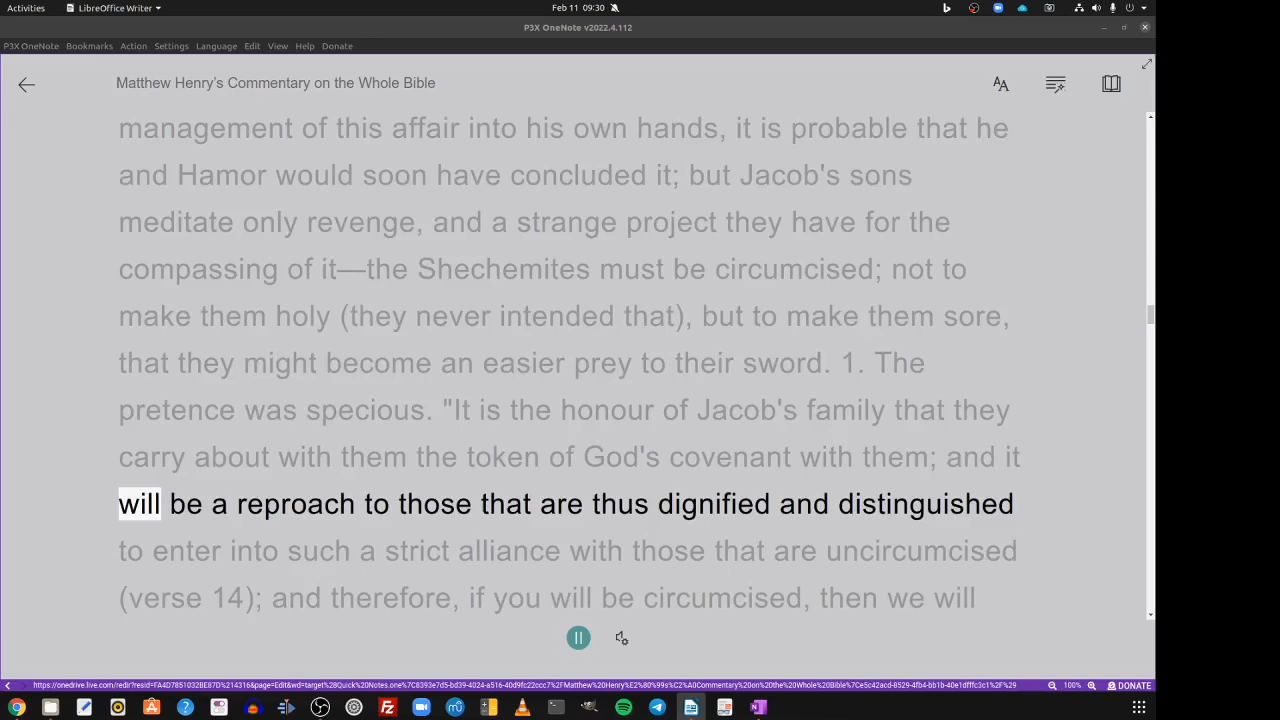 Activities
LibreOffice Writer
Feb 11 09:30
P3X OneNote v2022.4.112
P3X OneNote Bookmarks Action Settings Language Edit View Help Donate
Matthew Henry's Commentary on the Whole Bible
management of this affair into his own hands, it is probable that he
and Hamor would soon have concluded it; but Jacob's sons
meditate only revenge, and a strange project they have for the
compassing of it—the Shechemites must be circumcised; not to
make them holy (they never intended that), but to make them sore,
that they might become an easier prey to their sword. 1. The
pretence was specious. "It is the honour of Jacob's family that they
carry about with them the token of God's covenant with them; and it
will be a reproach to those that are thus dignified and distinguished
to enter into such a strict alliance with those that are uncircumcised
(verse 14); and therefore, if you will be circumcised, then we will
100% DONATE